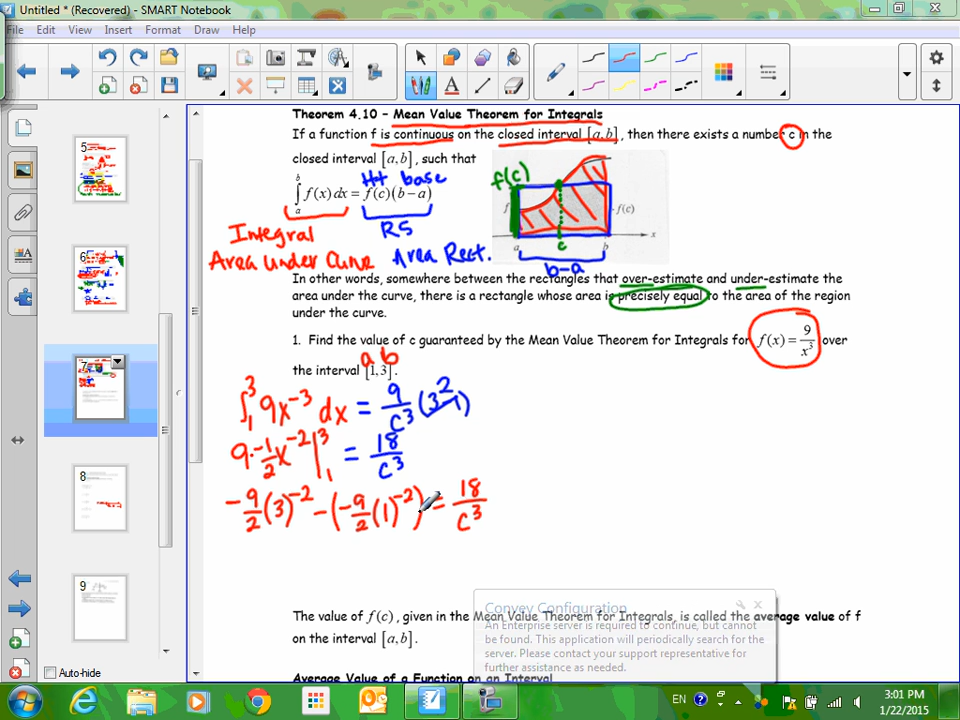 Untitled * (Recovered) - SMART Notebook
File Edit View Insert Format Draw Help
Theorem 4.10 – Mean Value Theorem for Integrals
If a function f is continuous on the closed interval [a,b], then there exists a number c in the
closed interval [a,b], such that
Ht base
∫ₐᵇ f(x)dx = f(c)(b−a)
Integral
RS
Area Under Curve
Area Rect.
f(c)
f
f(c)
a
c
b
x
b-a
In other words, somewhere between the rectangles that over-estimate and under-estimate the
area under the curve, there is a rectangle whose area is precisely equal to the area of the region
under the curve.
1. Find the value of c guaranteed by the Mean Value Theorem for Integrals for f(x) = 9/x³ over
a b
the interval [1,3].
∫₁³ 9x⁻³ dx = 9/c³ (3-1) 2
9·-1/2 x⁻² |₁³ = 18/c³
-9/2 (3)⁻² - (-9/2 (1)⁻²) = 18/c³
The value of f(c), given in the Mean Value Theorem for Integrals, is called the average value of f
on the interval [a,b].
Average Value of a Function on an Interval
Convey Configuration
An Enterprise server is required to continue, but cannot
be found. This application will periodically search for the
server. Please contact your support representative for
further assistance as needed.
5
6
7
8
9
Auto-hide
EN
3:01 PM
1/22/2015